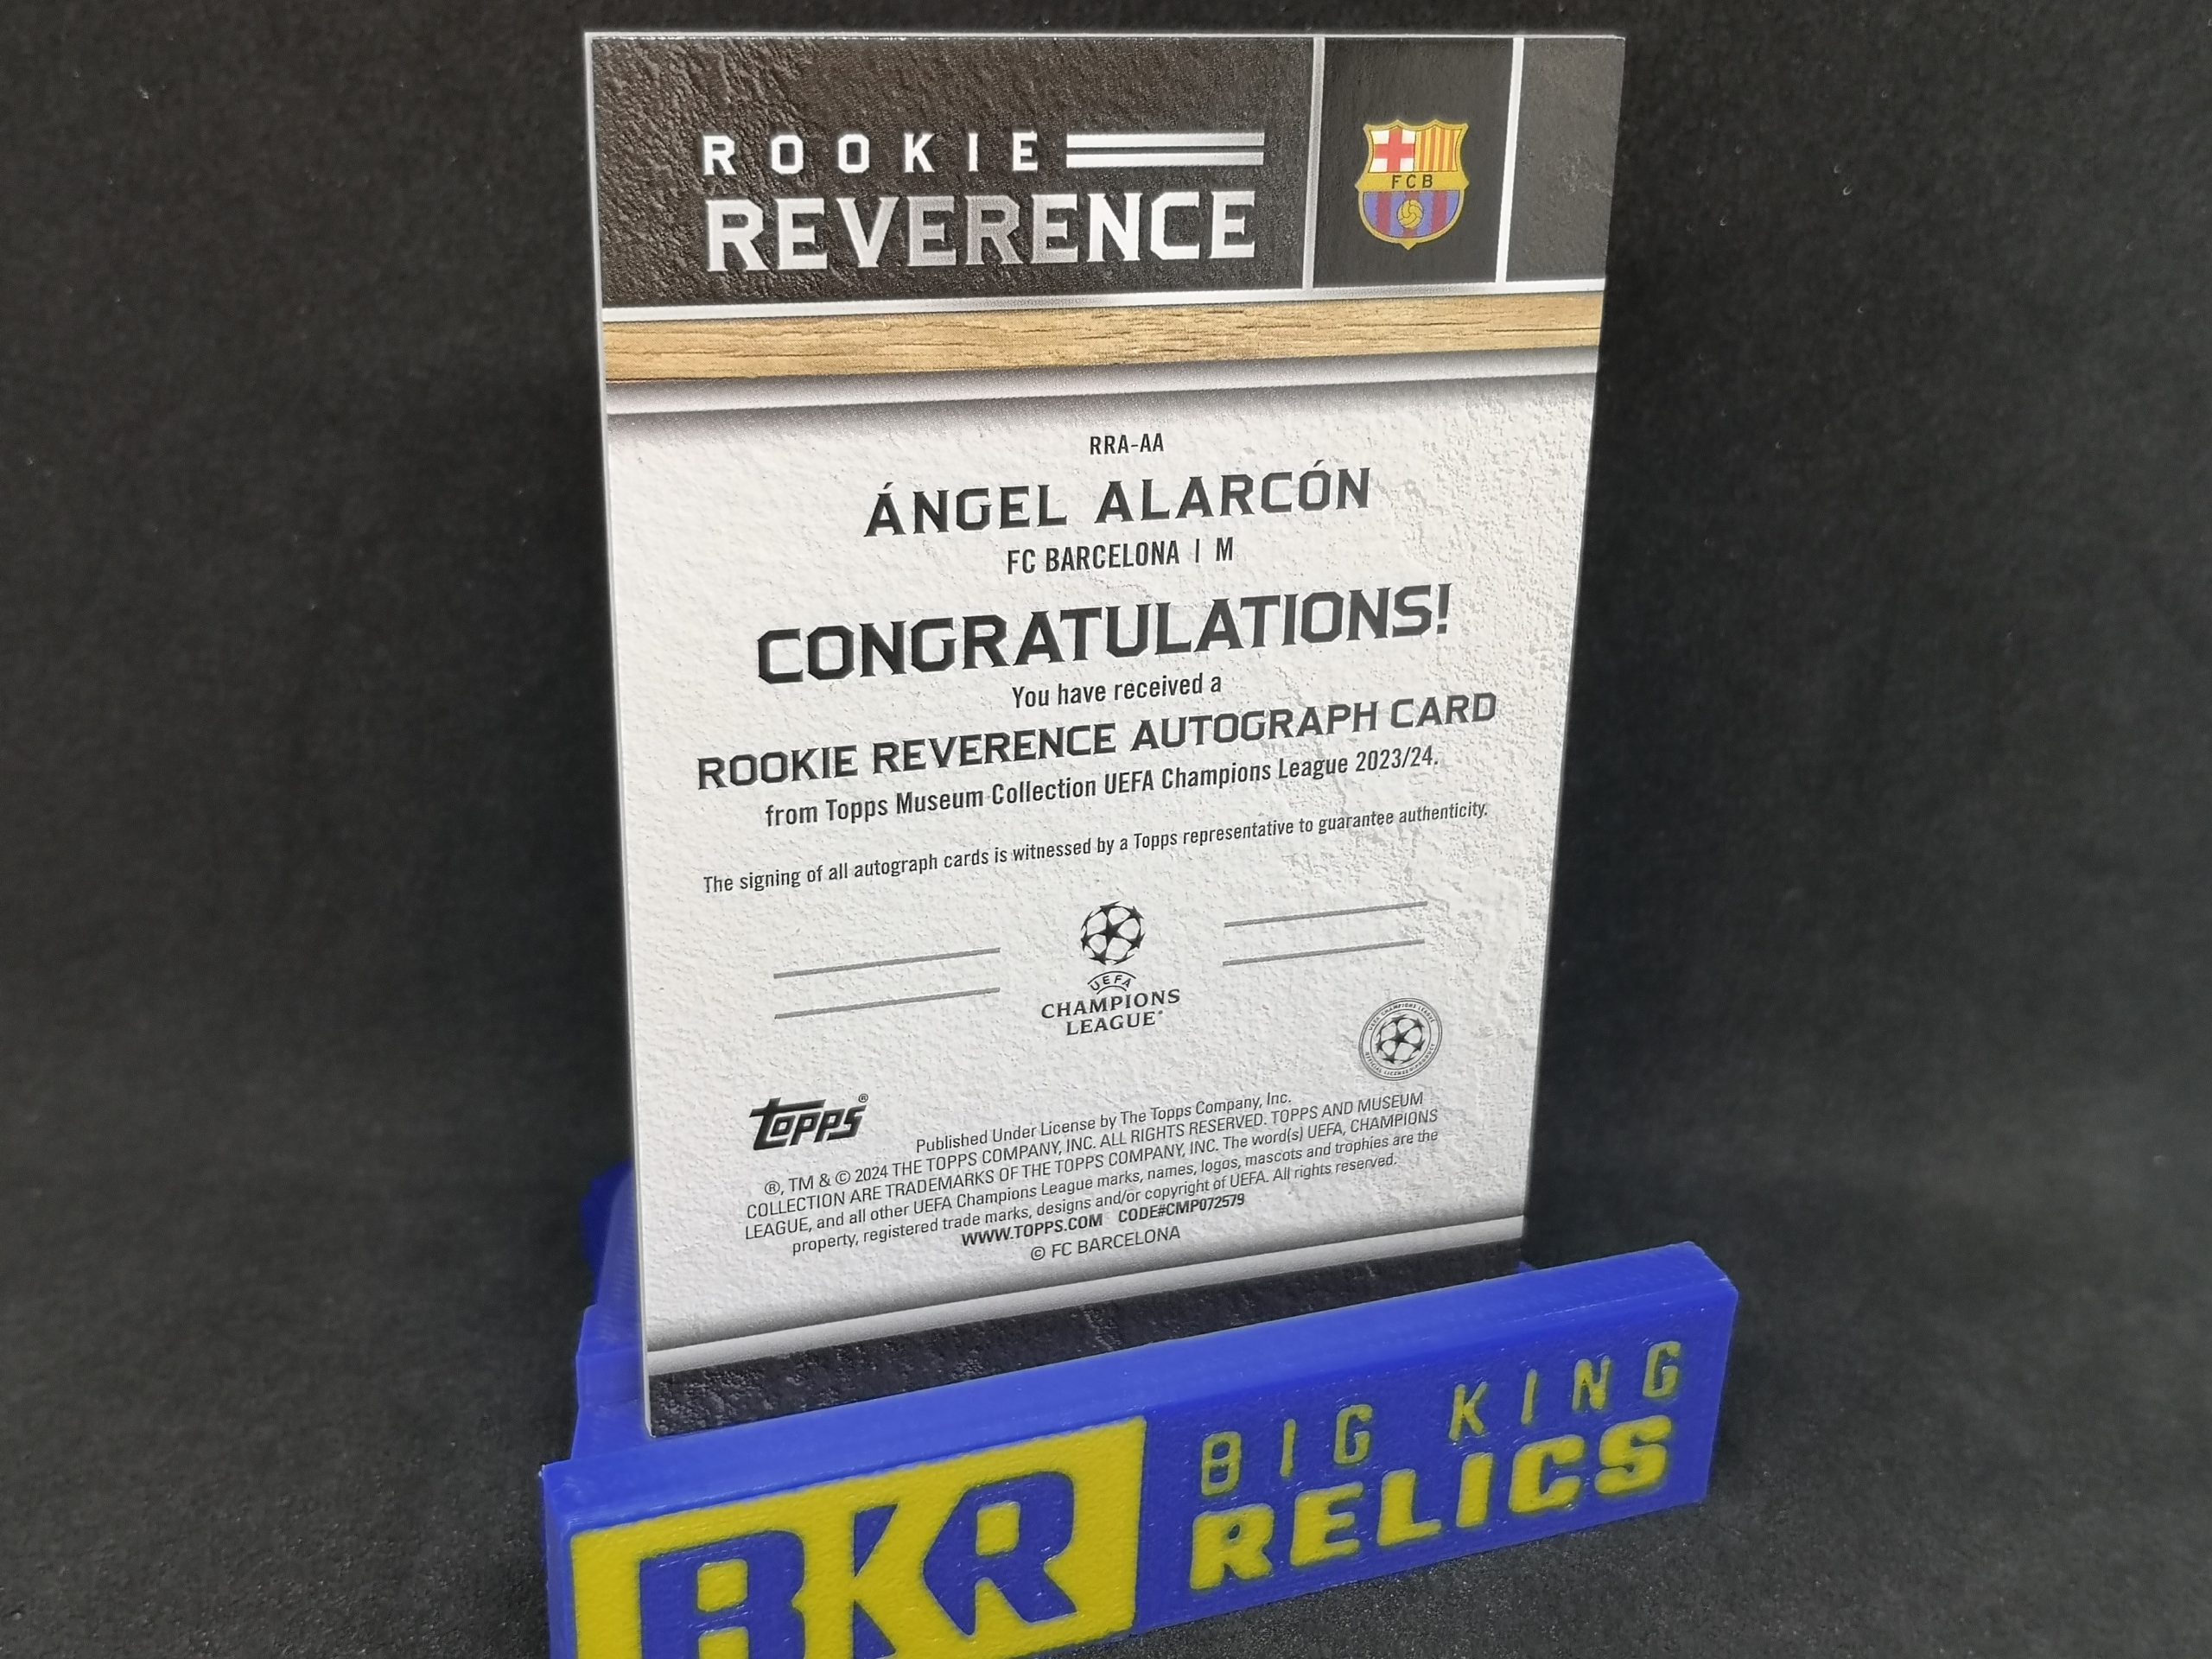 ROOKIE
REVERENCE
FCB
RRA-AA
ÁNGEL ALARCÓN
FC BARCELONA | M
CONGRATULATIONS!
You have received a
ROOKIE REVERENCE AUTOGRAPH CARD
from Topps Museum Collection UEFA Champions League 2023/24.
The signing of all autograph cards is witnessed by a Topps representative to guarantee authenticity.
UEFA
CHAMPIONS
LEAGUE®
UEFA CHAMPIONS LEAGUE
OFFICIAL LICENSED PRODUCT
Topps®
Published Under License by The Topps Company, Inc.
®, TM & © 2024 THE TOPPS COMPANY, INC. ALL RIGHTS RESERVED. TOPPS AND MUSEUM
COLLECTION ARE TRADEMARKS OF THE TOPPS COMPANY, INC. The word(s) UEFA, CHAMPIONS
LEAGUE, and all other UEFA Champions League marks, names, logos, mascots and trophies are the
property, registered trade marks, designs and/or copyright of UEFA. All rights reserved.
WWW.TOPPS.COM CODE#CMP072579
© FC BARCELONA
BKR
BIG KING
RELICS